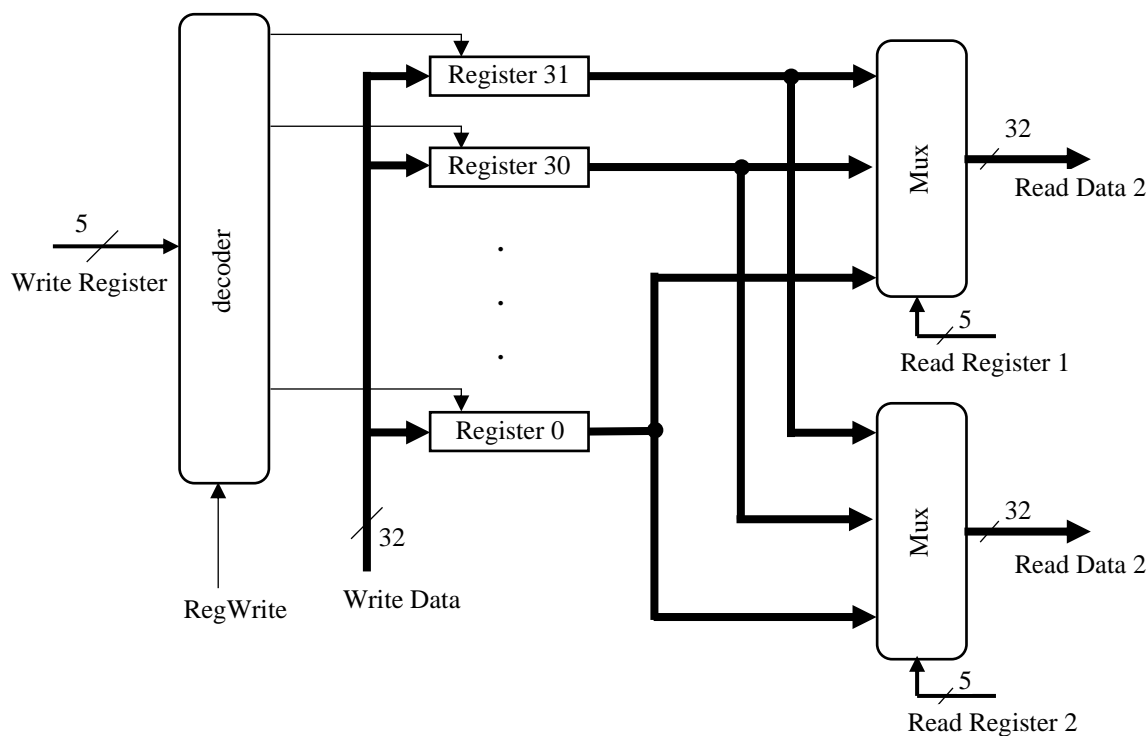 Register 31
32
Register 30
Mux
Read Data 2
5
decoder
Write Register
5
Read Register 1
Register 0
32
32
Mux
Read Data 2
RegWrite
Write Data
5
Read Register 2